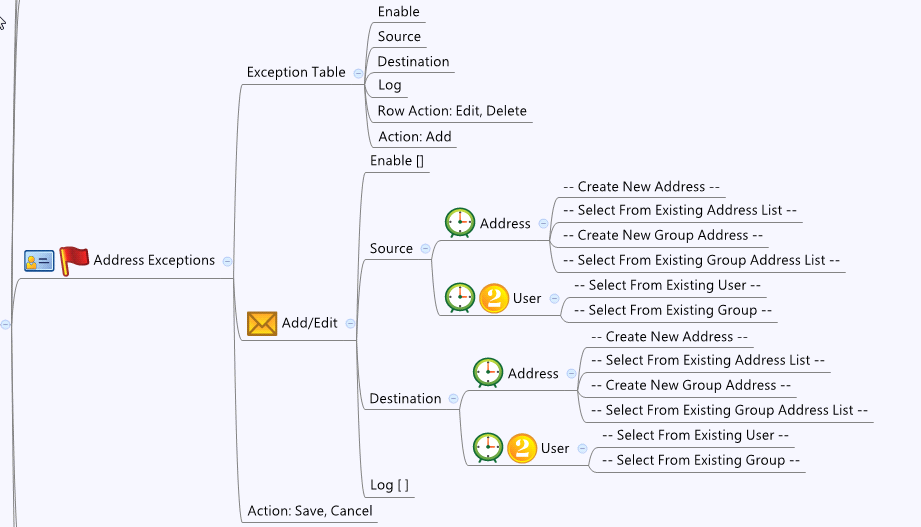 Enable
Source
Destination
Log
Row Action: Edit, Delete
Action: Add
Exception Table
Enable []
-- Create New Address --
-- Select From Existing Address List --
-- Create New Group Address --
-- Select From Existing Group Address List --
Address
Source
-- Select From Existing User --
-- Select From Existing Group --
2 User
Address Exceptions
Add/Edit
-- Create New Address --
-- Select From Existing Address List --
-- Create New Group Address --
-- Select From Existing Group Address List --
Address
Destination
-- Select From Existing User --
-- Select From Existing Group --
2 User
Log [ ]
Action: Save, Cancel